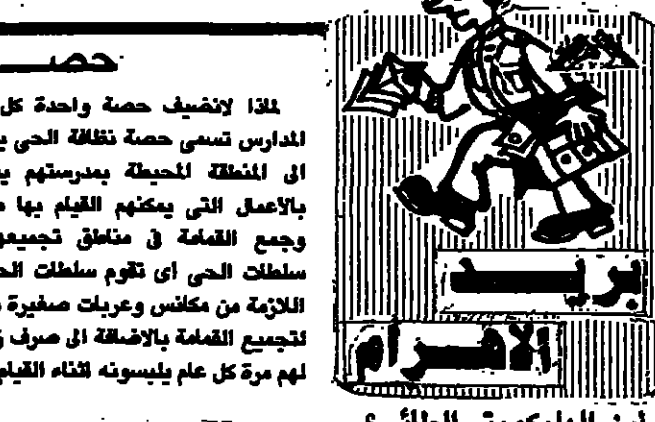 بريد
الأهرام
حصـ
لماذا لانضيف حصة واحدة كل
المدارس تسمى حصة نظافة الحى
الى المنطقة المحيطة بمدرستهم
بالاعمال التى يمكنهم القيام بها
وجمع القمامة فى مناطق
سلطات الحى اى تقوم سلطات
اللازمة من مكانس وعربات صغيرة
لتجميع القمامة بالاضافة الى صرف
لهم مرة كل عام يلبسونه اثناء القيام